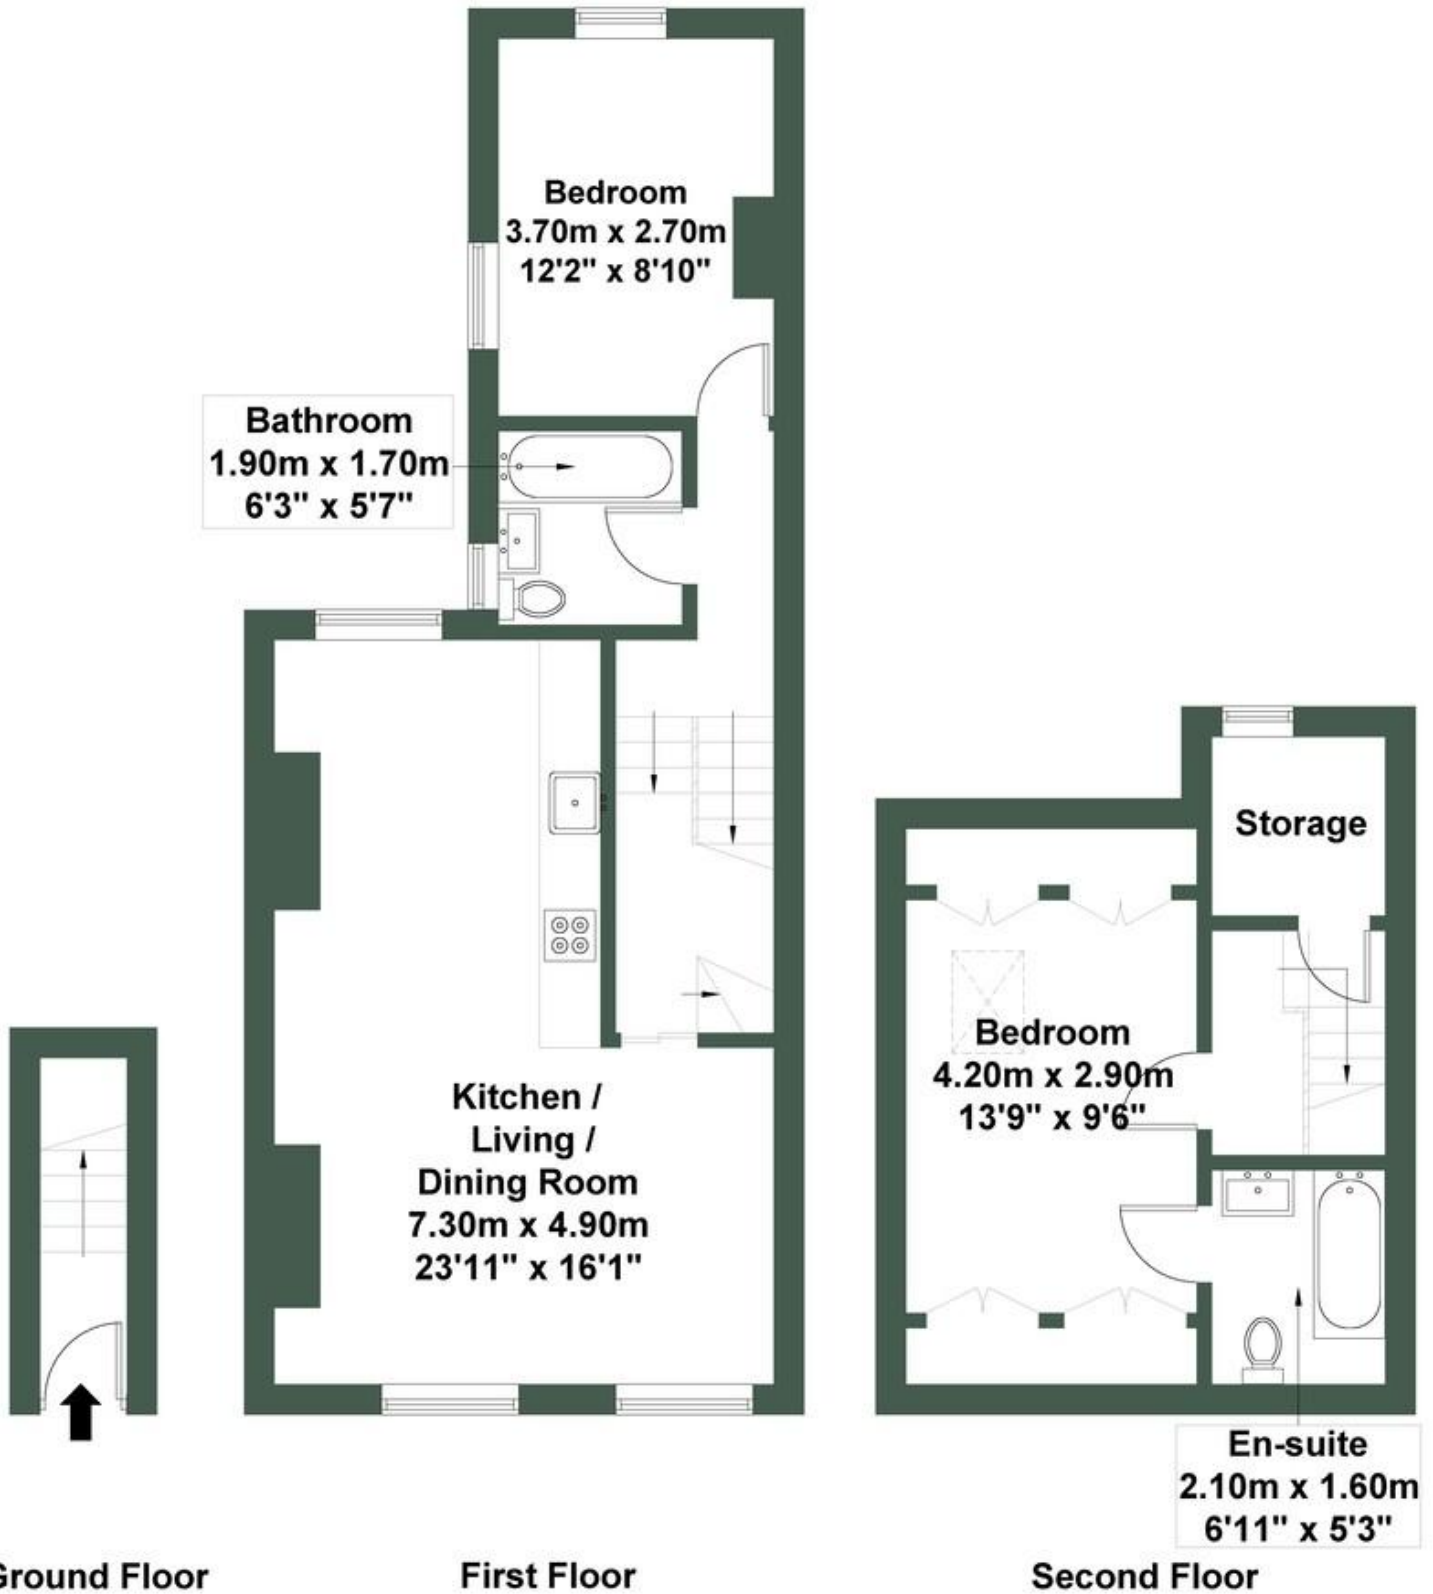 Bedroom
3.70m x 2.70m
12'2" x 8'10"
Bathroom
1.90m x 1.70m
6'3" x 5'7"
Kitchen /
Living /
Dining Room
7.30m x 4.90m
23'11" x 16'1"
Storage
Bedroom
4.20m x 2.90m
13'9" x 9'6"
En-suite
2.10m x 1.60m
6'11" x 5'3"
Ground Floor
First Floor
Second Floor